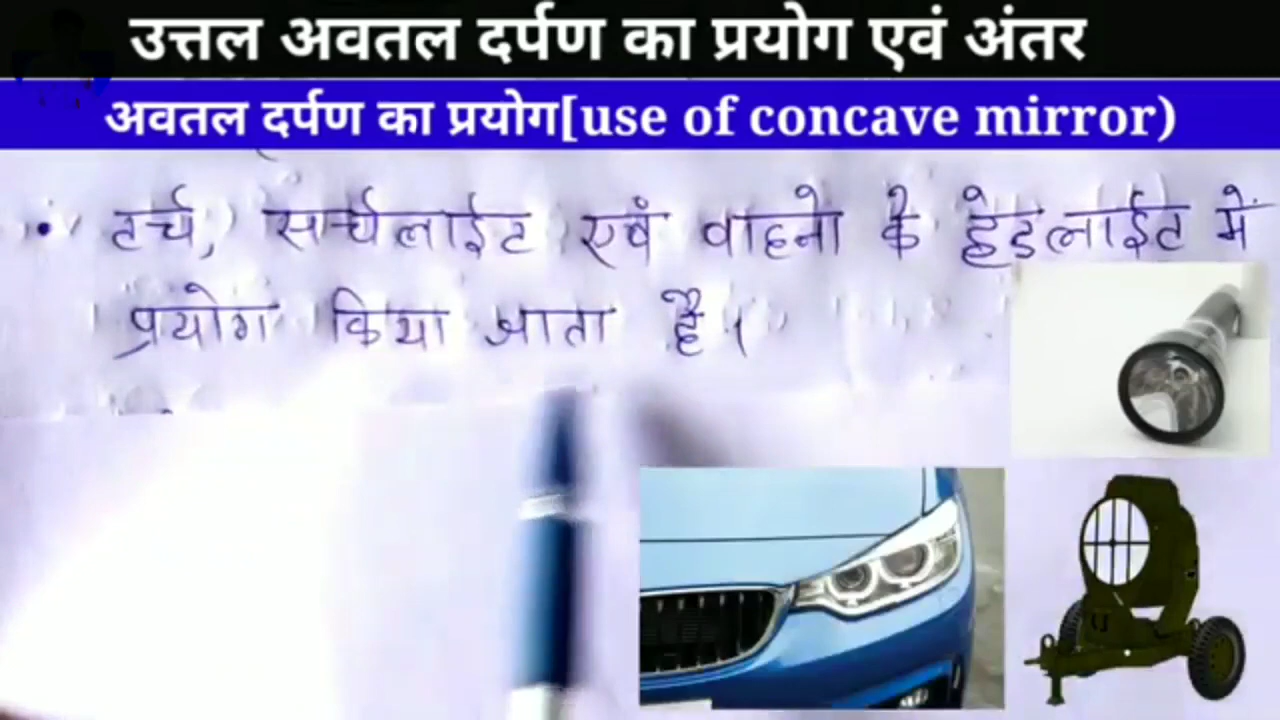 उत्तल अवतल दर्पण का प्रयोग एवं अंतर
अवतल दर्पण का प्रयोग[use of concave mirror)
• टर्च, सर्चलाईट एवं वाहनो के हेडलाईट में
प्रयोग किया जाता है।